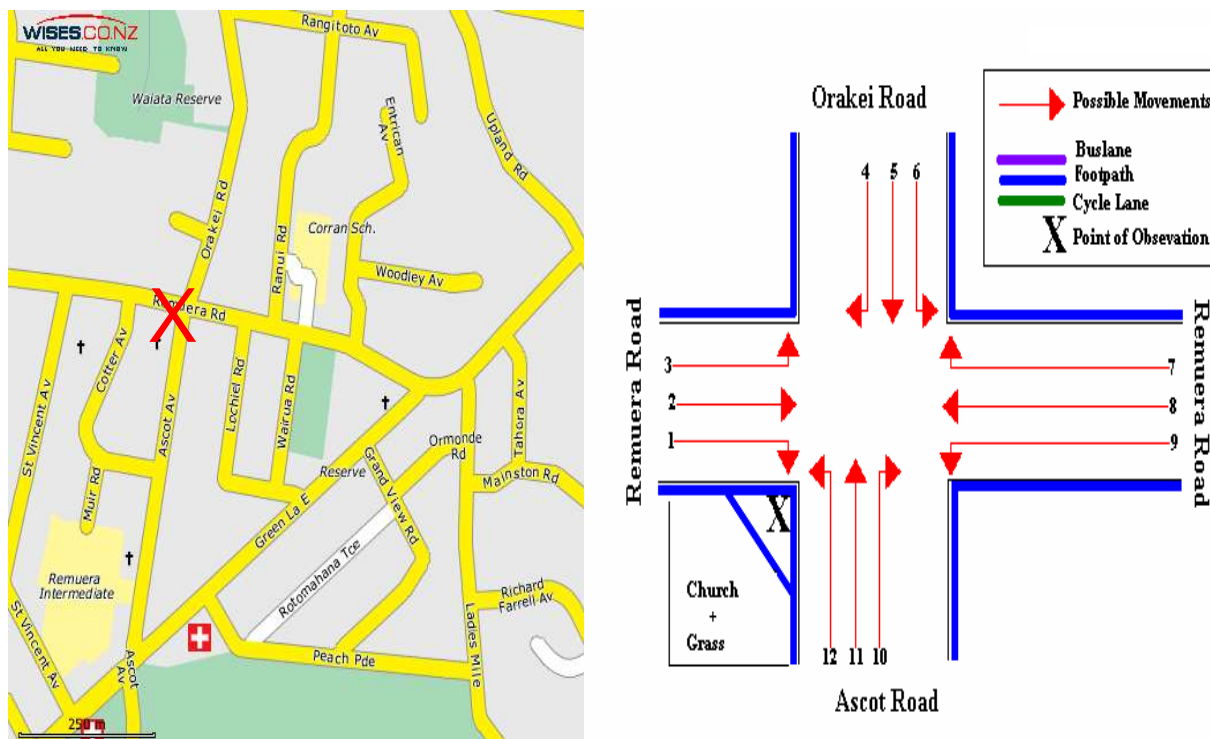 WISES.CO.NZ
ALL YOU NEED TO KNOW
Rangitoto Av
Waiata Reserve
Entrican Av
Upland Rd
Orakei Rd
Ranui Rd
Corran Sch.
Woodley Av
Remuera Rd
St Vincent Av
Cotter Av
Ascot Av
Lochiel Rd
Wairua Rd
Tahora Av
Ormonde Rd
Reserve
Grand View Rd
Mainston Rd
Muir Rd
Green La E
Remuera Intermediate
Rotomahana Tce
Richard Farrell Av
St Vincent Av
Ascot Av
Peach Pde
Ladies Mile
250 m
Orakei Road
Possible Movements
Buslane
Footpath
Cycle Lane
X Point of Obsevation
4 5 6
Remuera Road
3
2
1
7
8
9
Remuera Road
X
Church
+
Grass
12 11 10
Ascot Road